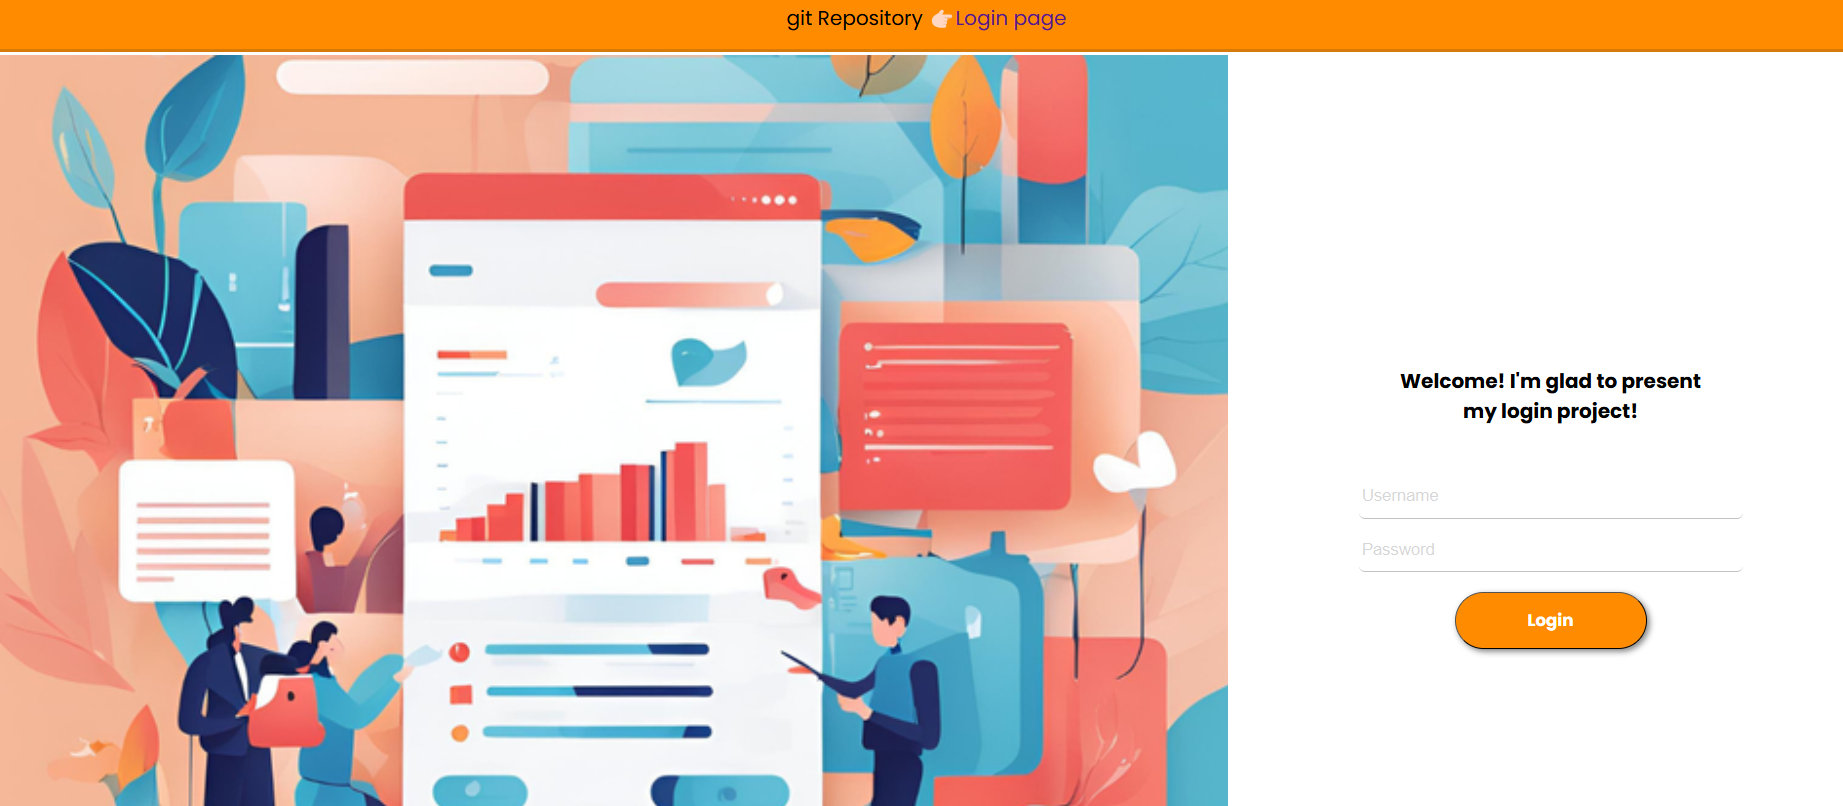 git Repository 👉Login page
Welcome! I'm glad to present
my login project!
Username
Password
Login